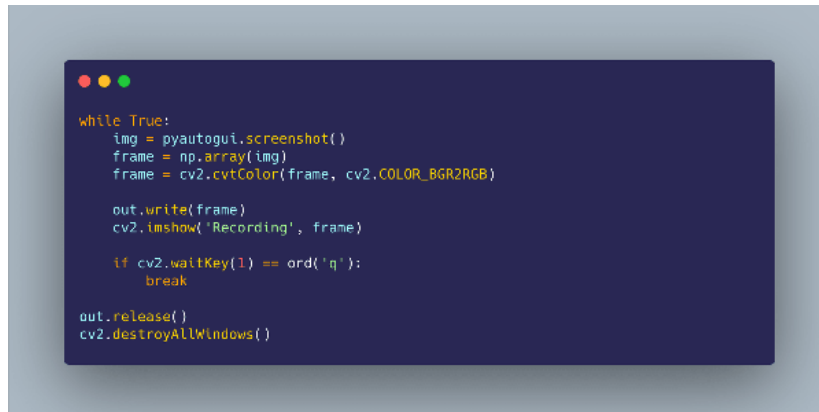 while True:
    img = pyautogui.screenshot()
    frame = np.array(img)
    frame = cv2.cvtColor(frame, cv2.COLOR_BGR2RGB)
    out.write(frame)
    cv2.imshow('Recording', frame)
    if cv2.waitKey(1) == ord('q'):
        break
out.release()
cv2.destroyAllWindows()